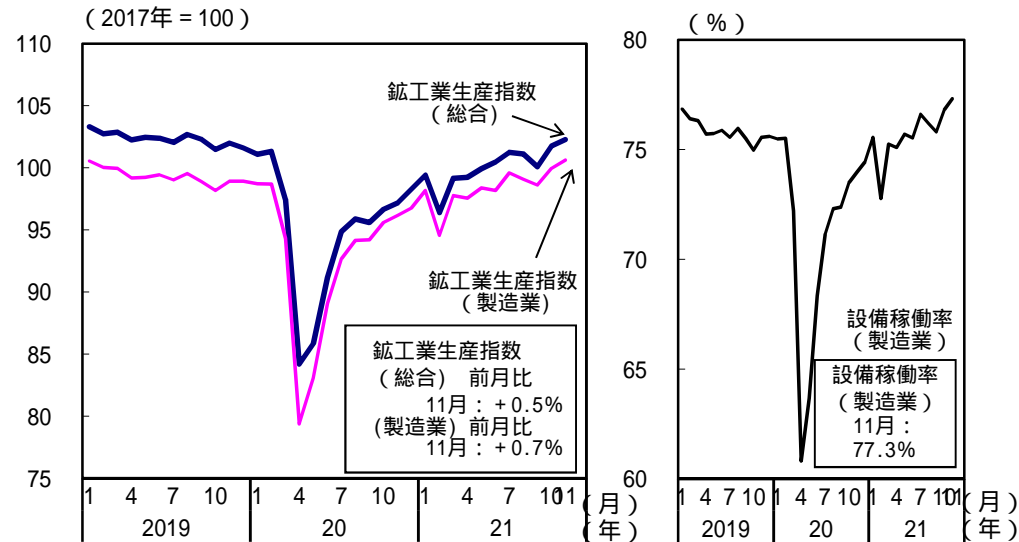 (2017年＝100)
110
105
100
95
90
85
80
75
鉱工業生産指数
(総合)
鉱工業生産指数
(製造業)
鉱工業生産指数
(総合) 前月比
11月：＋0.5%
(製造業) 前月比
11月：＋0.7%
1 4 7 10 1 4 7 10 1 4 7 10 11 (月)
2019 20 21 (年)
(％)
80
75
70
65
60
設備稼働率
(製造業)
設備稼働率
(製造業)
11月：
77.3%
1 4 7 10 1 4 7 10 1 4 7 10 11 (月)
2019 20 21 (年)